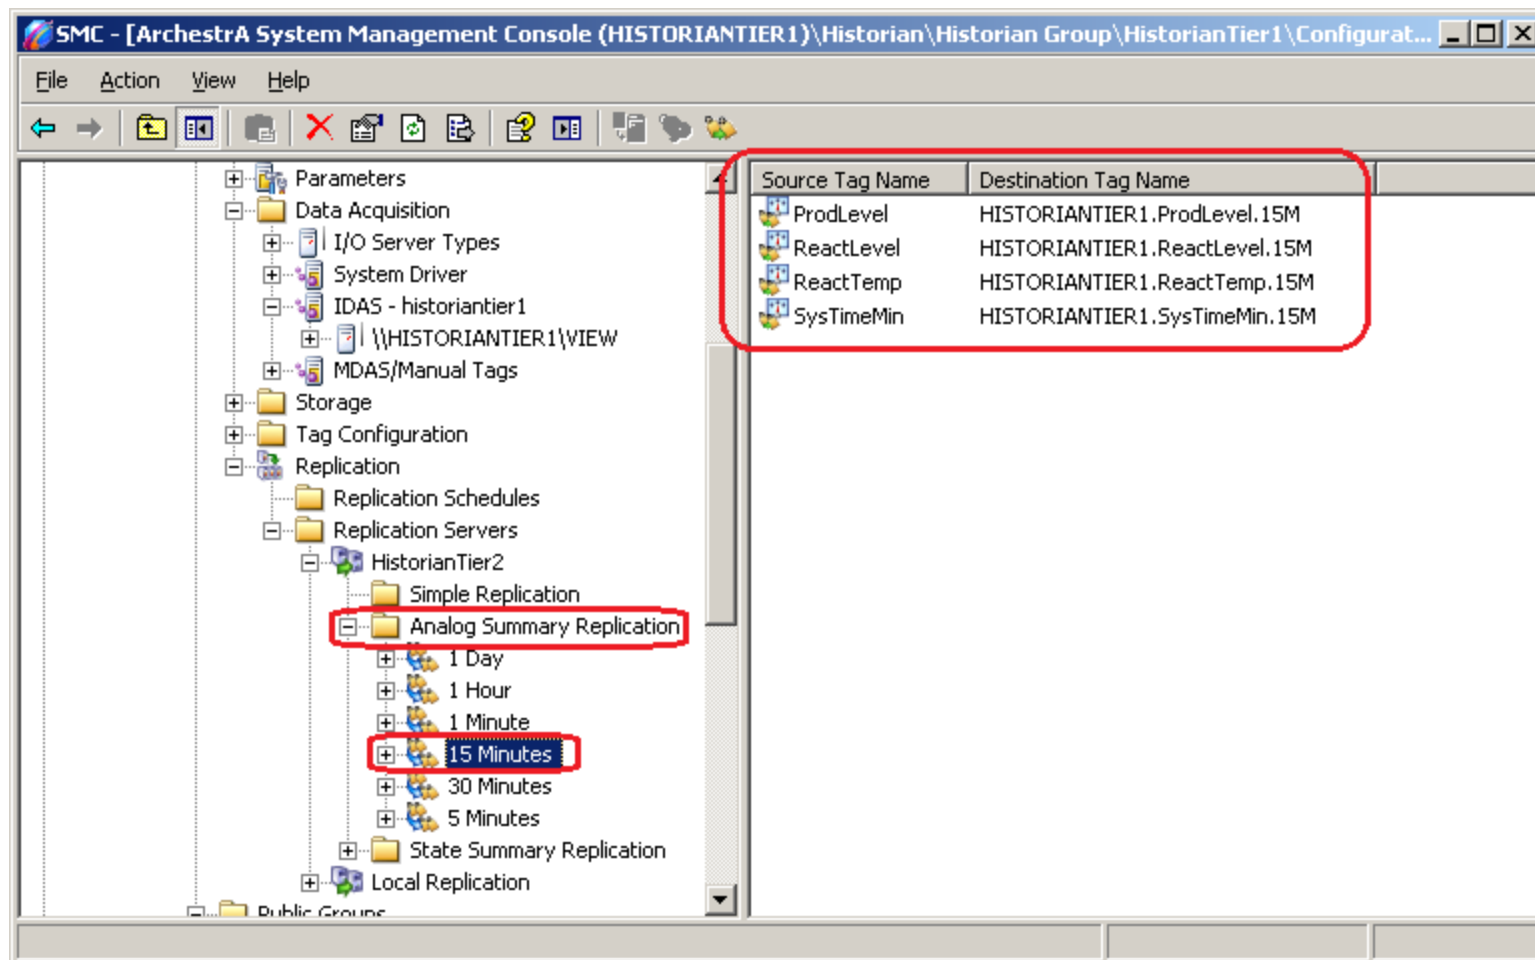 SMC - [ArchestrA System Management Console (HISTORIANTIER1)\Historian\Historian Group\HistorianTier1\Configurat...
File Action View Help
Parameters
Data Acquisition
I/O Server Types
System Driver
IDAS - historiantier1
\\HISTORIANTIER1\VIEW
MDAS/Manual Tags
Storage
Tag Configuration
Replication
Replication Schedules
Replication Servers
HistorianTier2
Simple Replication
Analog Summary Replication
1 Day
1 Hour
1 Minute
15 Minutes
30 Minutes
5 Minutes
State Summary Replication
Local Replication
Public Groups
Source Tag Name Destination Tag Name
ProdLevel HISTORIANTIER1.ProdLevel.15M
ReactLevel HISTORIANTIER1.ReactLevel.15M
ReactTemp HISTORIANTIER1.ReactTemp.15M
SysTimeMin HISTORIANTIER1.SysTimeMin.15M